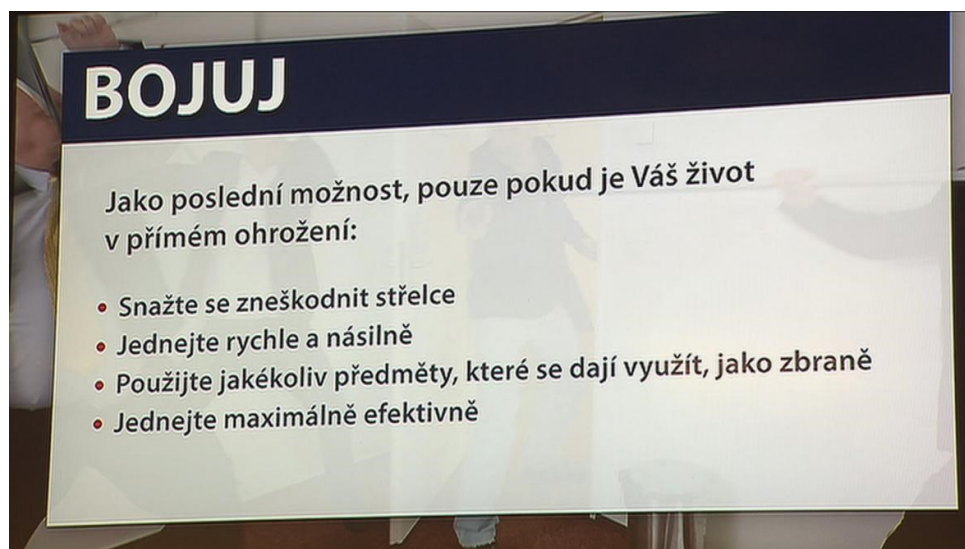 BOJUJ
Jako poslední možnost, pouze pokud je Váš život
v přímém ohrožení:
• Snažte se zneškodnit střelce
• Jednejte rychle a násilně
• Použijte jakékoliv předměty, které se dají využít, jako zbraně
• Jednejte maximálně efektivně